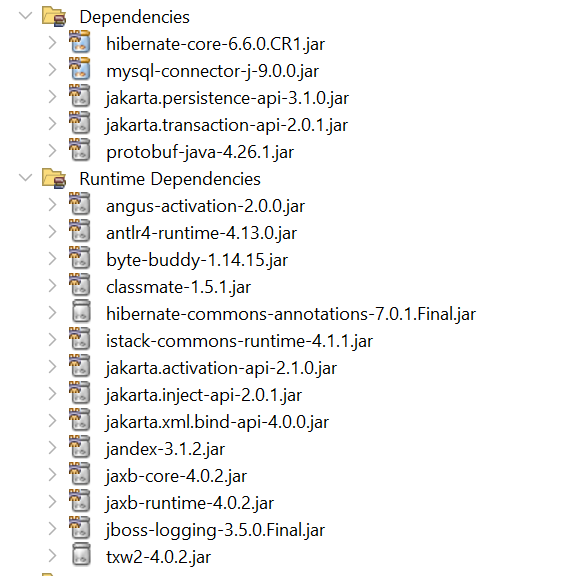 Dependencies
hibernate-core-6.6.0.CR1.jar
mysql-connector-j-9.0.0.jar
jakarta.persistence-api-3.1.0.jar
jakarta.transaction-api-2.0.1.jar
protobuf-java-4.26.1.jar
Runtime Dependencies
angus-activation-2.0.0.jar
antlr4-runtime-4.13.0.jar
byte-buddy-1.14.15.jar
classmate-1.5.1.jar
hibernate-commons-annotations-7.0.1.Final.jar
istack-commons-runtime-4.1.1.jar
jakarta.activation-api-2.1.0.jar
jakarta.inject-api-2.0.1.jar
jakarta.xml.bind-api-4.0.0.jar
jandex-3.1.2.jar
jaxb-core-4.0.2.jar
jaxb-runtime-4.0.2.jar
jboss-logging-3.5.0.Final.jar
txw2-4.0.2.jar